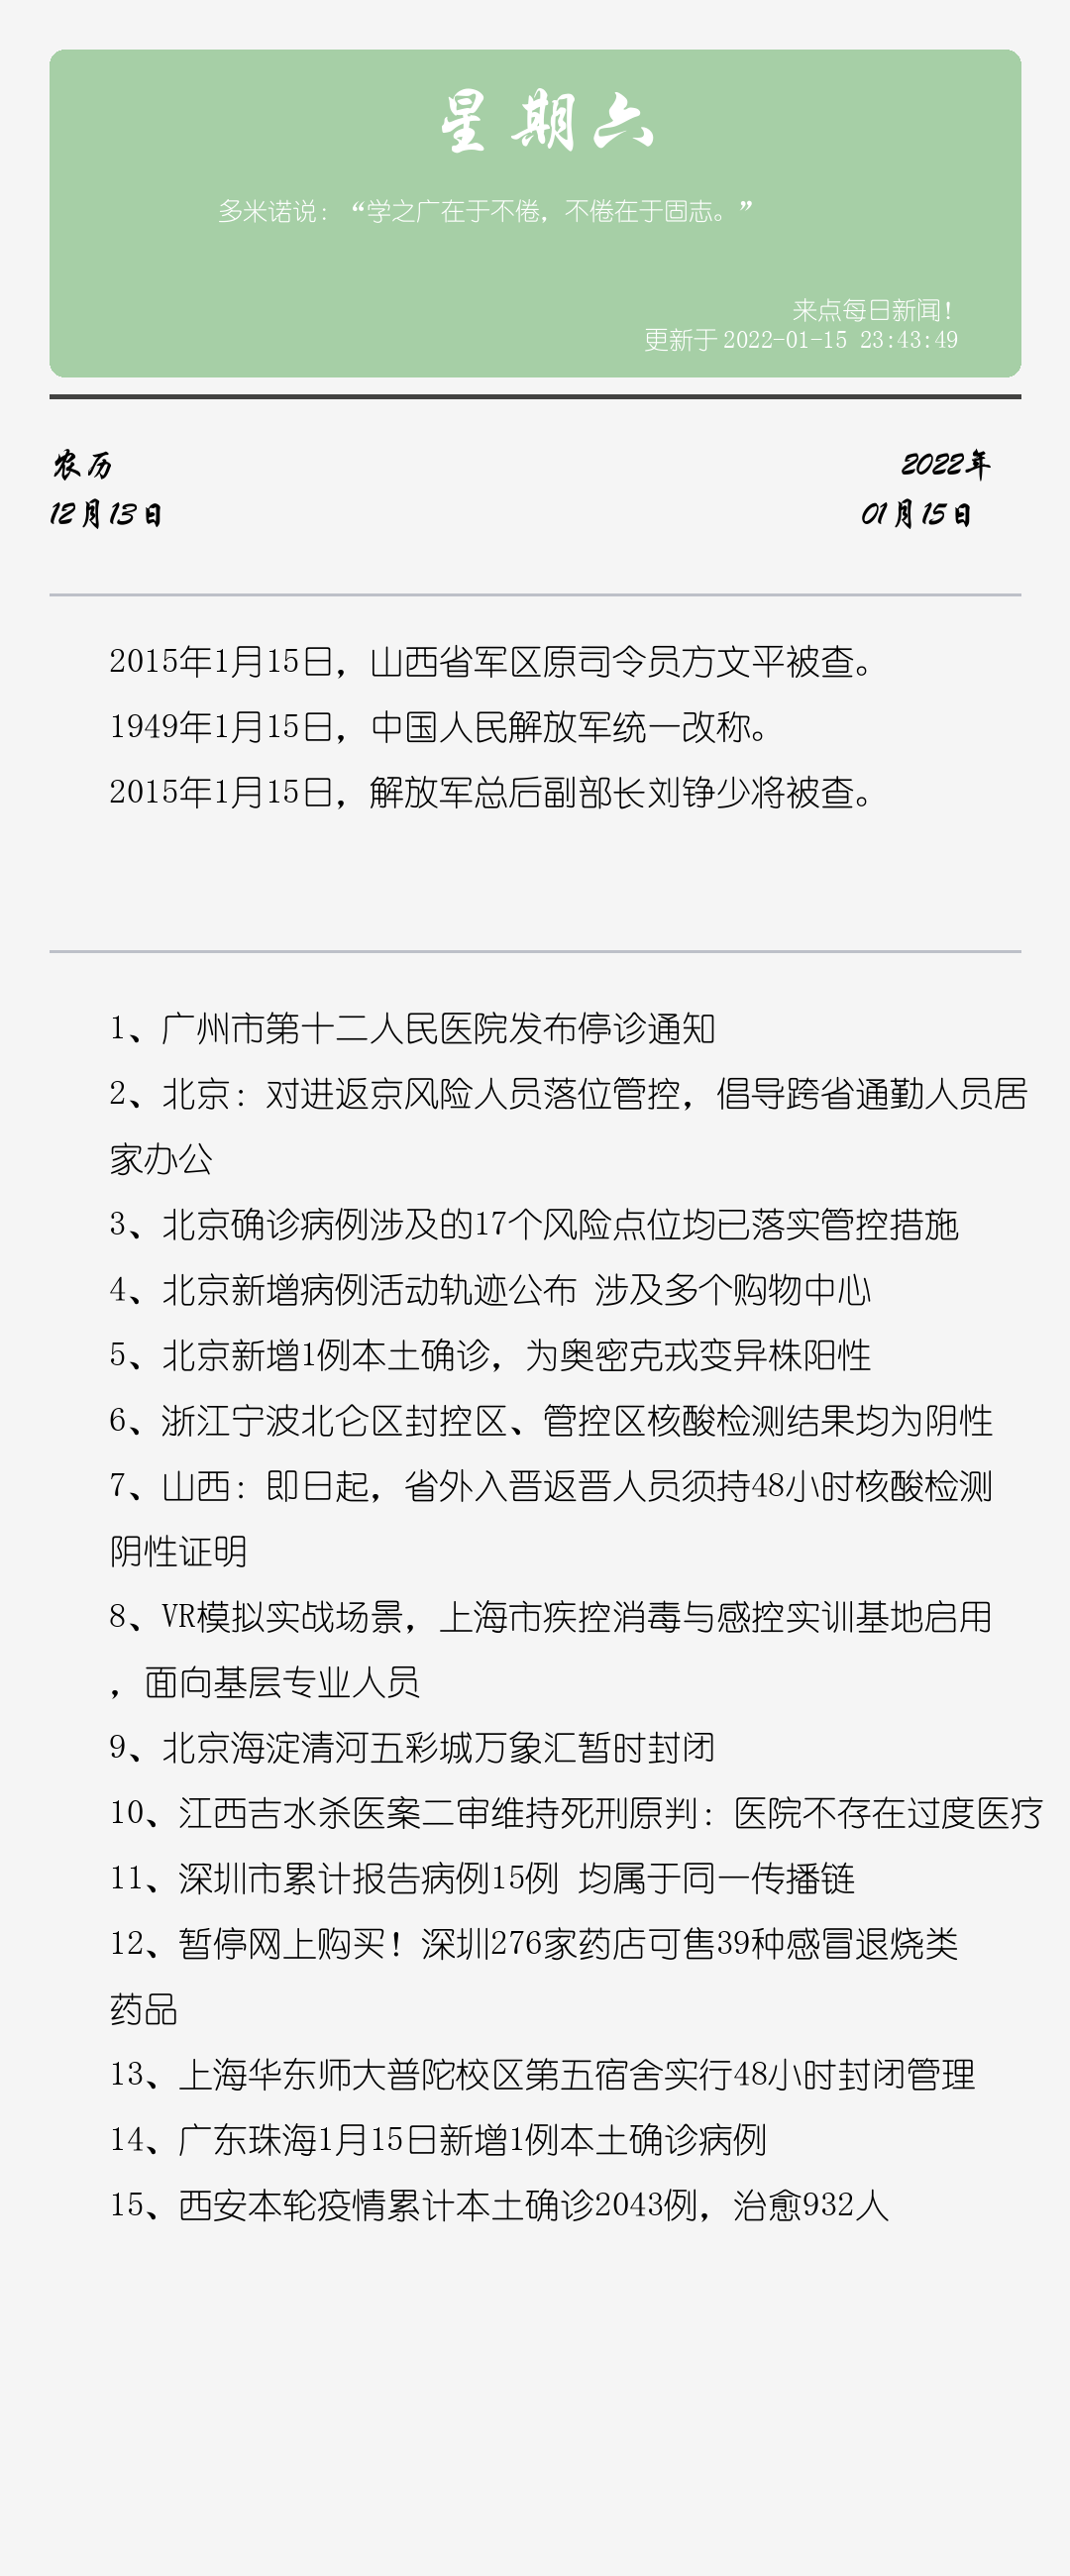 星期六
多米诺说：“学之广在于不倦，不倦在于固志。”
来点每日新闻！
更新于 2022-01-15 23:43:49
农历
2022年
12月13日
01月15日
2015年1月15日，山西省军区原司令员方文平被查。
1949年1月15日，中国人民解放军统一改称。
2015年1月15日，解放军总后副部长刘铮少将被查。
1、广州市第十二人民医院发布停诊通知
2、北京：对进返京风险人员落位管控，倡导跨省通勤人员居
家办公
3、北京确诊病例涉及的17个风险点位均已落实管控措施
4、北京新增病例活动轨迹公布 涉及多个购物中心
5、北京新增1例本土确诊，为奥密克戎变异株阳性
6、浙江宁波北仑区封控区、管控区核酸检测结果均为阴性
7、山西：即日起，省外入晋返晋人员须持48小时核酸检测
阴性证明
8、VR模拟实战场景，上海市疾控消毒与感控实训基地启用
，面向基层专业人员
9、北京海淀清河五彩城万象汇暂时封闭
10、江西吉水杀医案二审维持死刑原判：医院不存在过度医疗
11、深圳市累计报告病例15例 均属于同一传播链
12、暂停网上购买！深圳276家药店可售39种感冒退烧类
药品
13、上海华东师大普陀校区第五宿舍实行48小时封闭管理
14、广东珠海1月15日新增1例本土确诊病例
15、西安本轮疫情累计本土确诊2043例，治愈932人